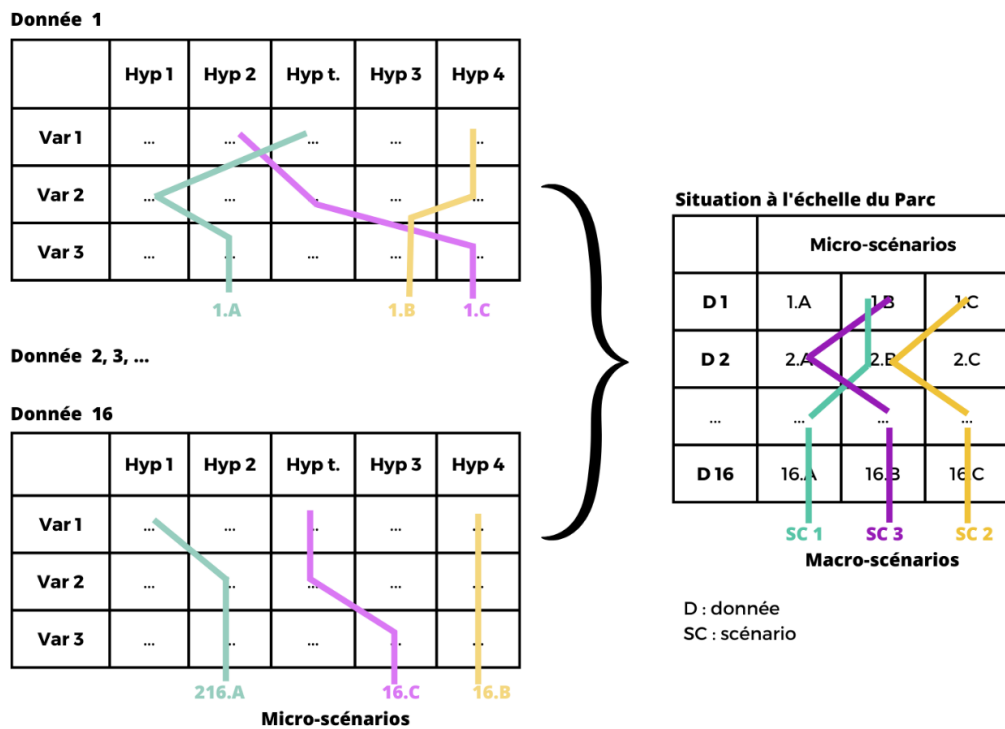 Donnée 1
Hyp 1 Hyp 2 Hyp t. Hyp 3 Hyp 4
Var 1 ... ... ... ... ...
Var 2 ... ... ... ... ...
Var 3 ... ... ... ... ...
1.A 1.B 1.C
Donnée 2, 3, ...
Donnée 16
Hyp 1 Hyp 2 Hyp t. Hyp 3 Hyp 4
Var 1 ... ... ... ... ...
Var 2 ... ... ... ... ...
Var 3 ... ... ... ... ...
216.A 16.C 16.B
Micro-scénarios
Situation à l'échelle du Parc
Micro-scénarios
D 1 1.A 1.B 1.C
D 2 2.A 2.B 2.C
... ... ... ...
D 16 16.A 16.B 16.C
SC 1 SC 3 SC 2
Macro-scénarios
D : donnée
SC : scénario